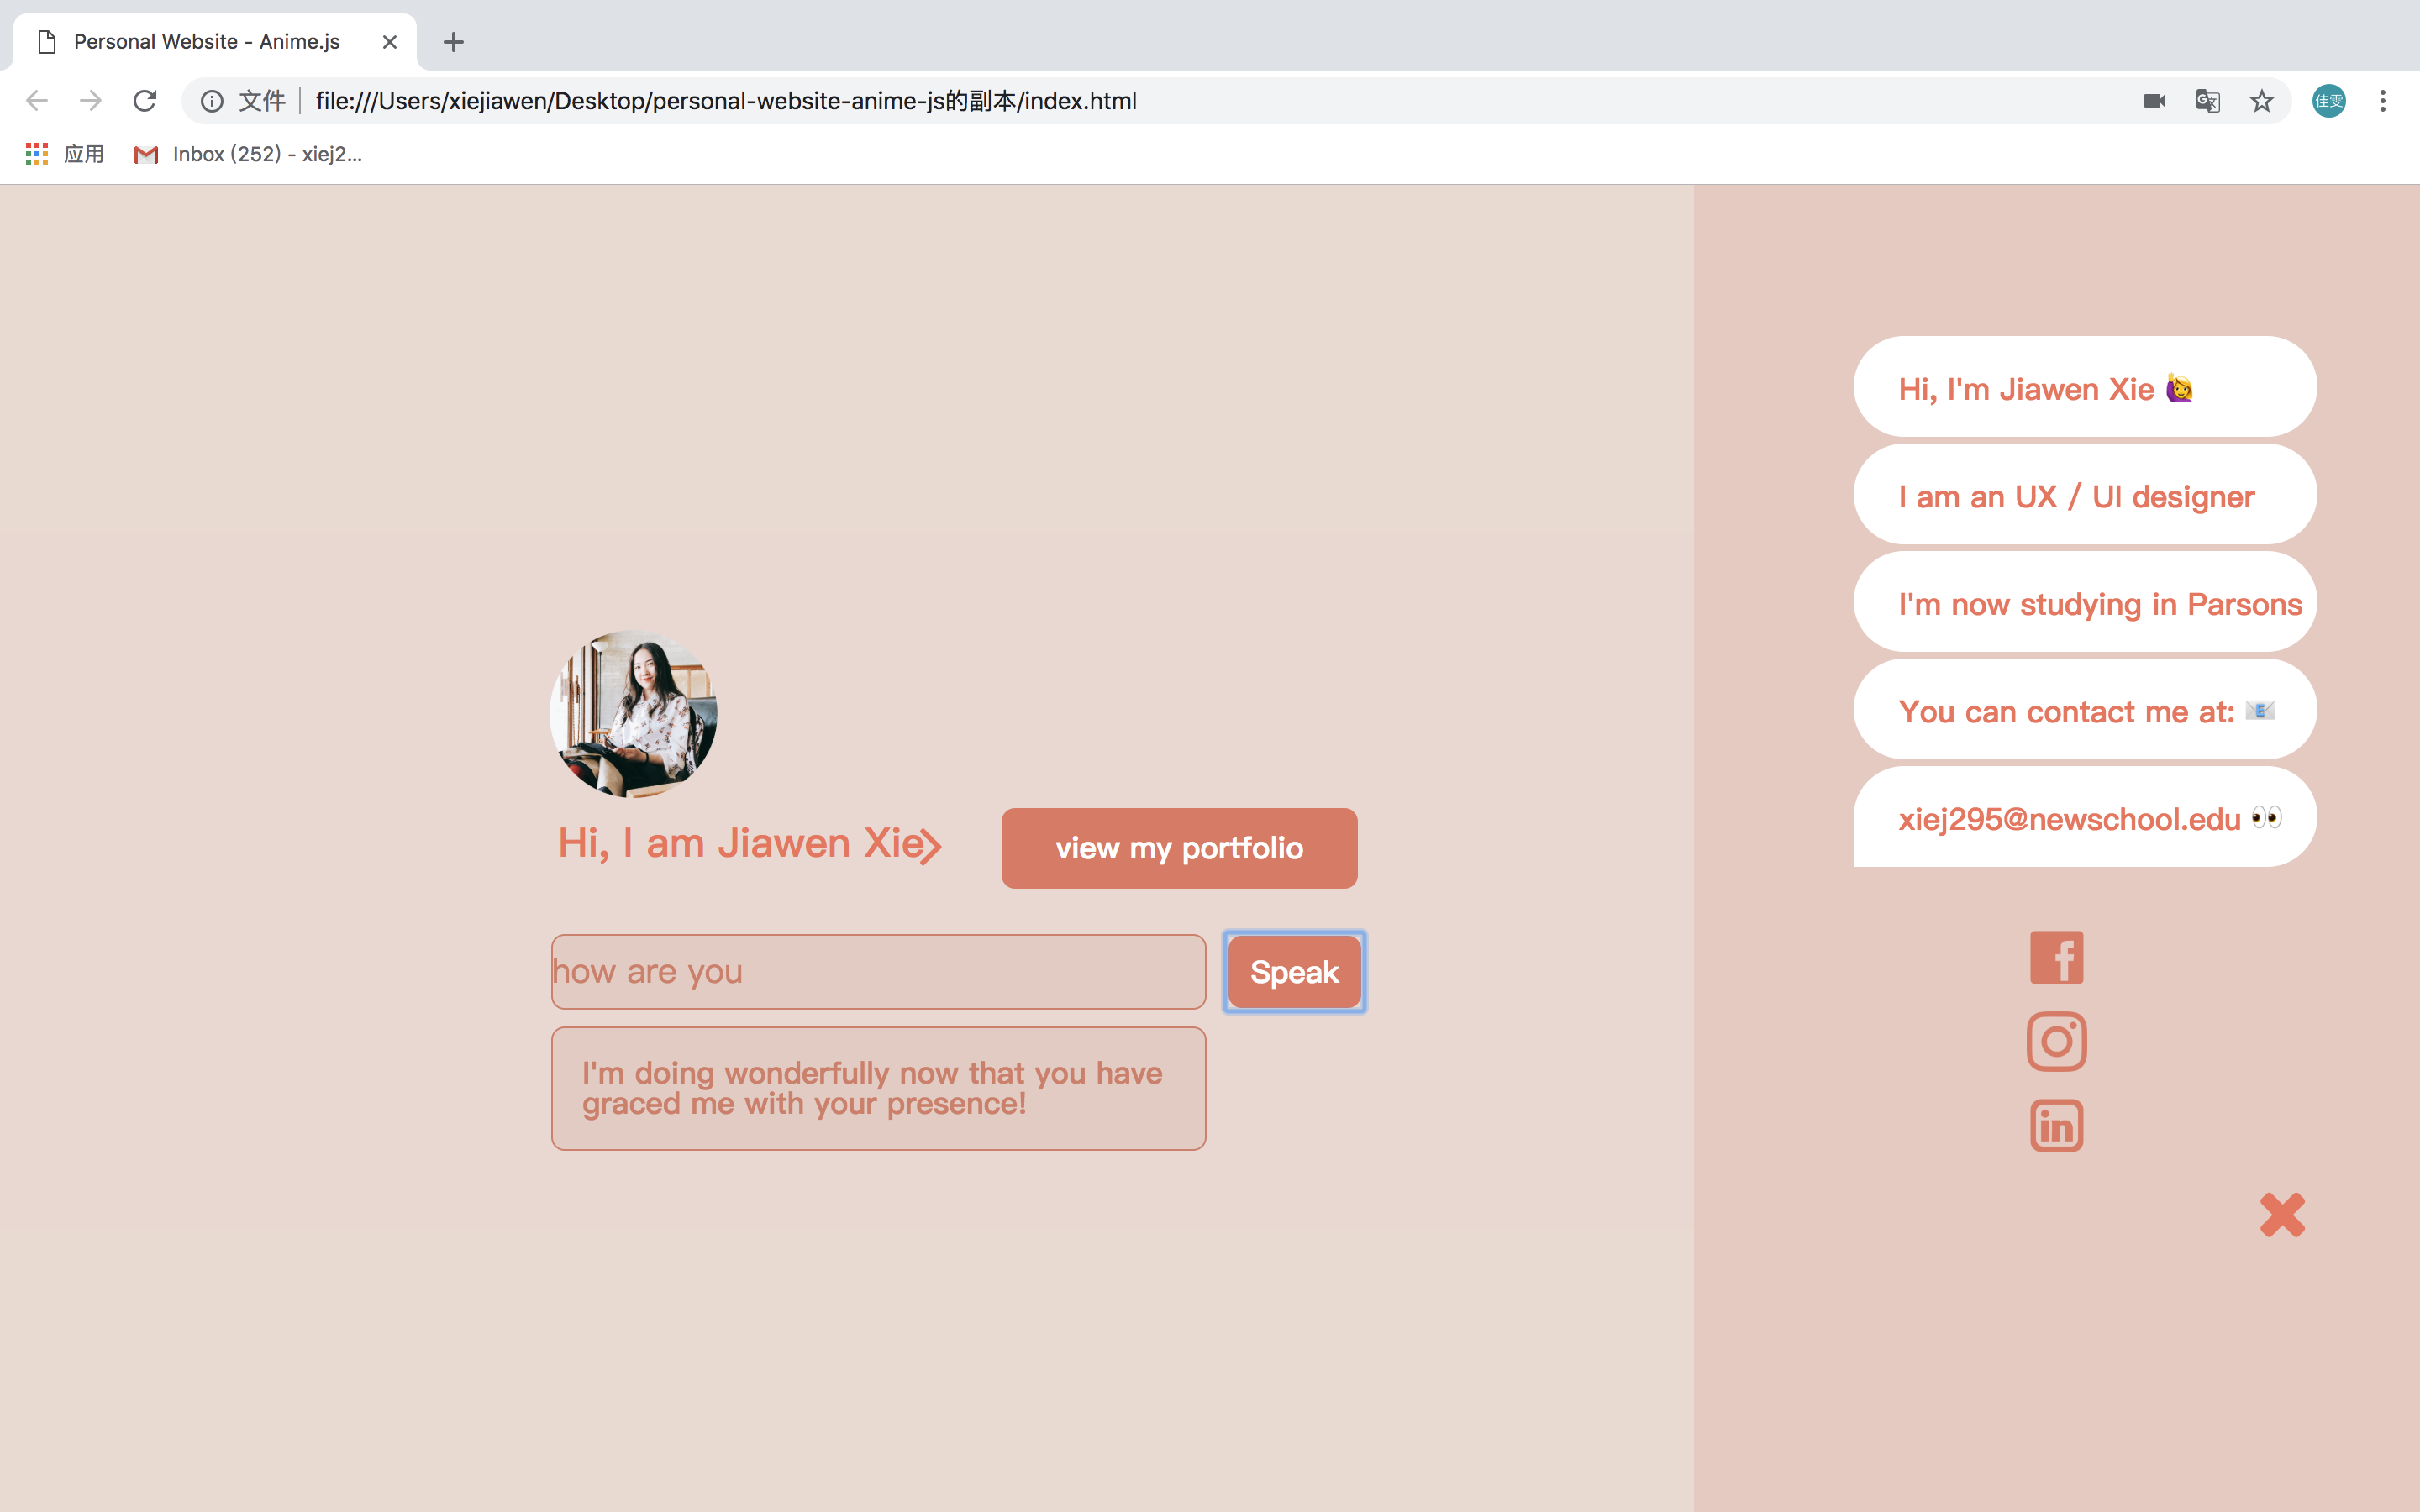 Personal Website - Anime.js
文件 file:///Users/xiejiawen/Desktop/personal-website-anime-js的副本/index.html
佳雯
应用 Inbox (252) - xiej2...
Hi, I am Jiawen Xie
view my portfolio
how are you
Speak
I'm doing wonderfully now that you have
graced me with your presence!
Hi, I'm Jiawen Xie 🙋‍♀️
I am an UX / UI designer
I'm now studying in Parsons
You can contact me at: 📧
xiej295@newschool.edu 👀